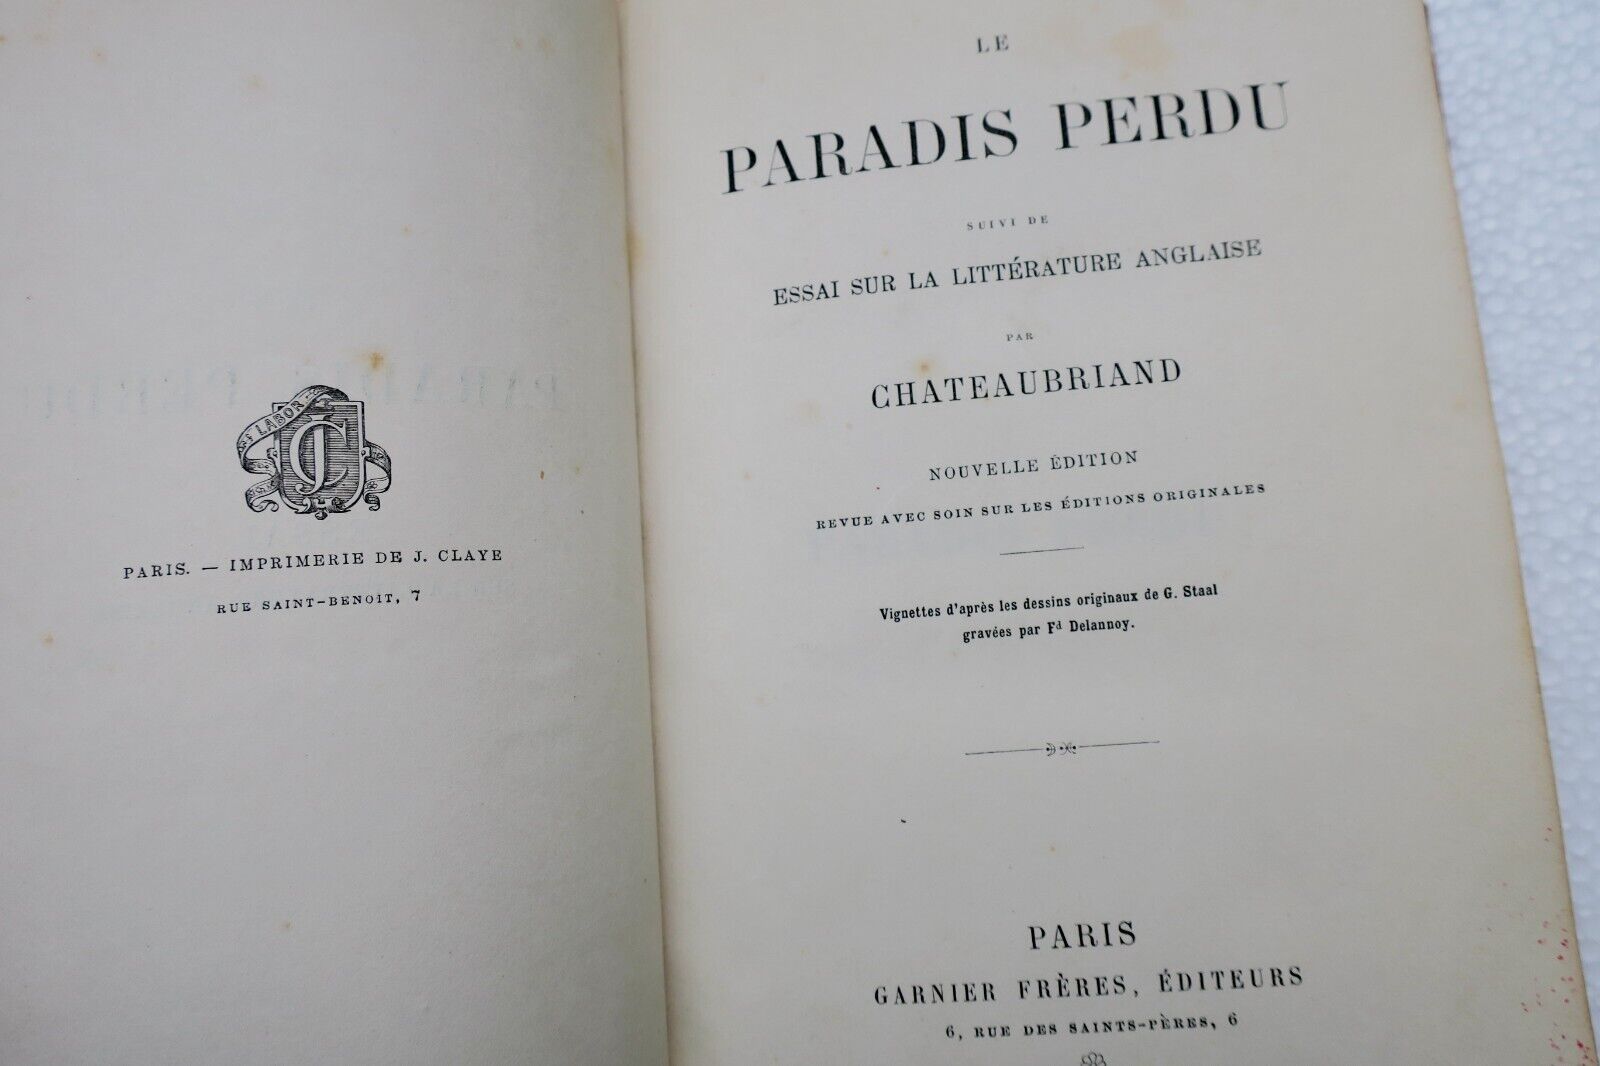 LABOR
JC
PARIS. — IMPRIMERIE DE J. CLAYE
RUE SAINT-BENOIT, 7
LE
PARADIS PERDU
SUIVI DE
ESSAI SUR LA LITTÉRATURE ANGLAISE
PAR
CHATEAUBRIAND
NOUVELLE ÉDITION
REVUE AVEC SOIN SUR LES ÉDITIONS ORIGINALES
Vignettes d'après les dessins originaux de G. Staal
gravées par Fd Delannoy.
PARIS
GARNIER FRÈRES, ÉDITEURS
6, RUE DES SAINTS-PÈRES, 6